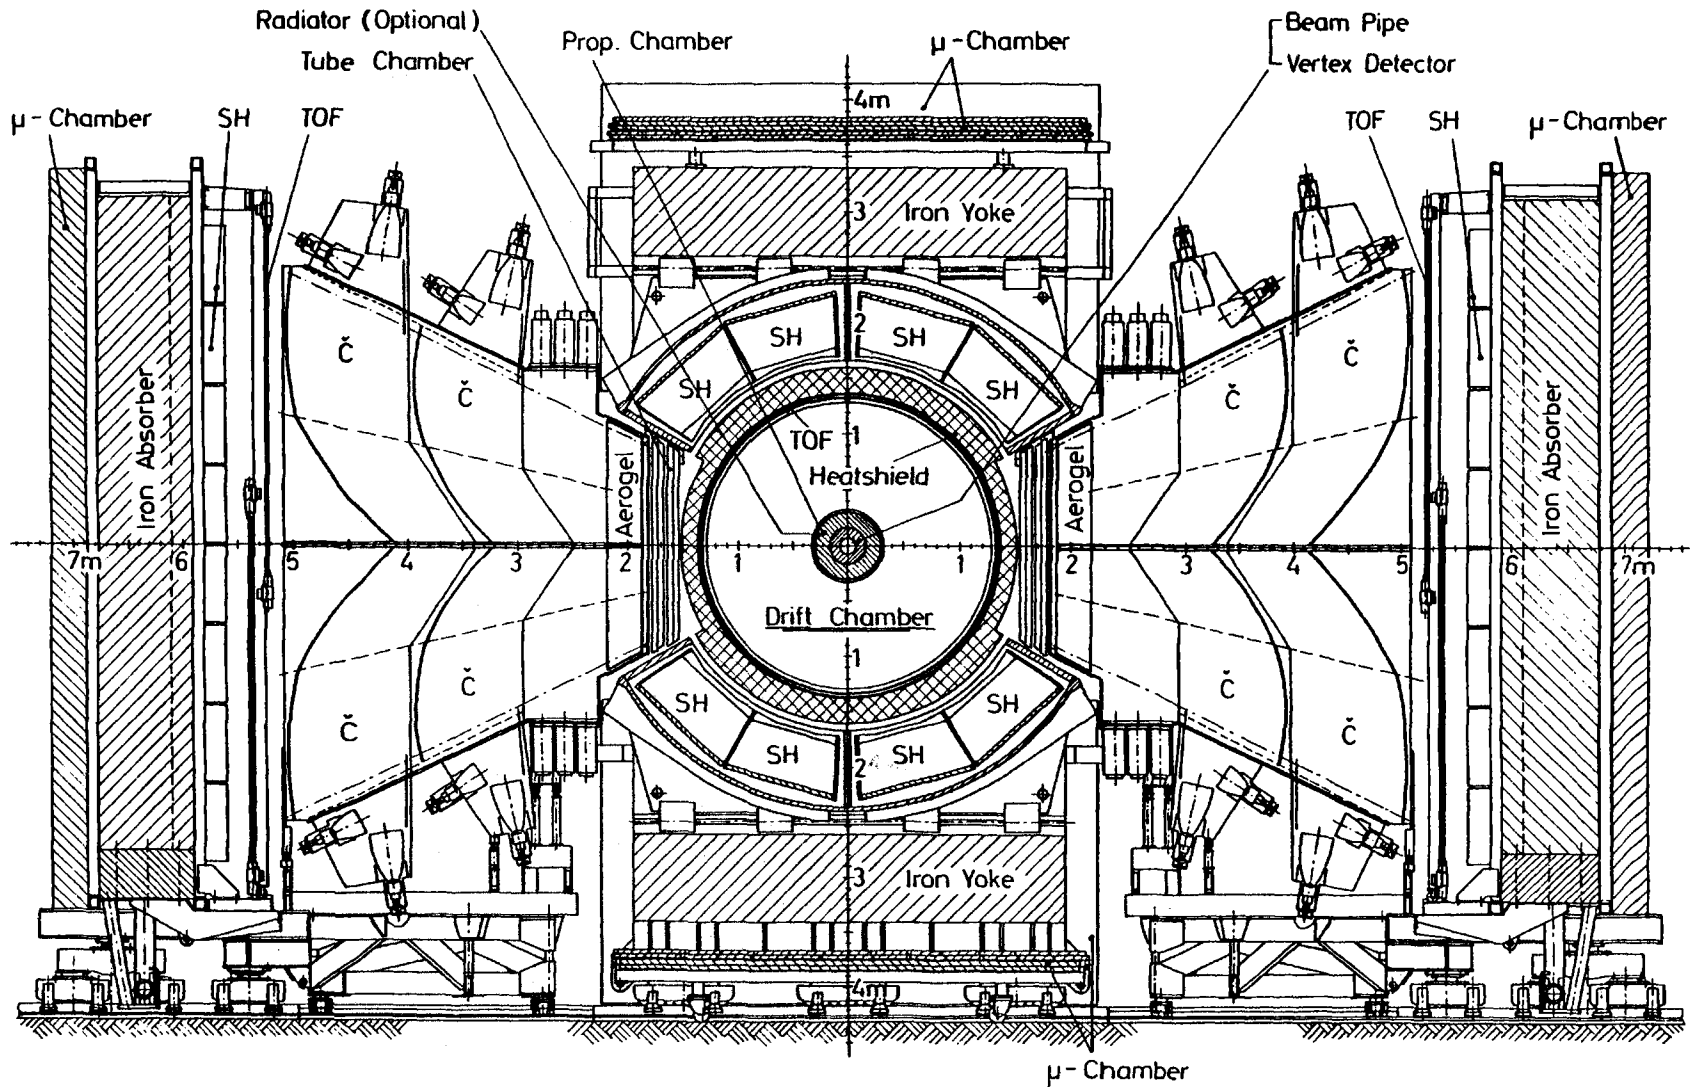 Radiator (Optional)
Tube Chamber
Prop. Chamber
μ-Chamber
Beam Pipe
Vertex Detector
μ-Chamber
SH
TOF
4m
TOF
SH
μ-Chamber
3
Iron Yoke
2
SH
SH
Č
Č
SH
SH
Č
Č
Iron Absorber
1
TOF
Heatshield
Aerogel
Aerogel
Iron Absorber
7m
6
5
4
3
2
1
1
2
3
4
5
6
7m
Drift Chamber
1
Č
Č
SH
SH
Č
Č
SH
SH
2
3
Iron Yoke
4m
μ-Chamber